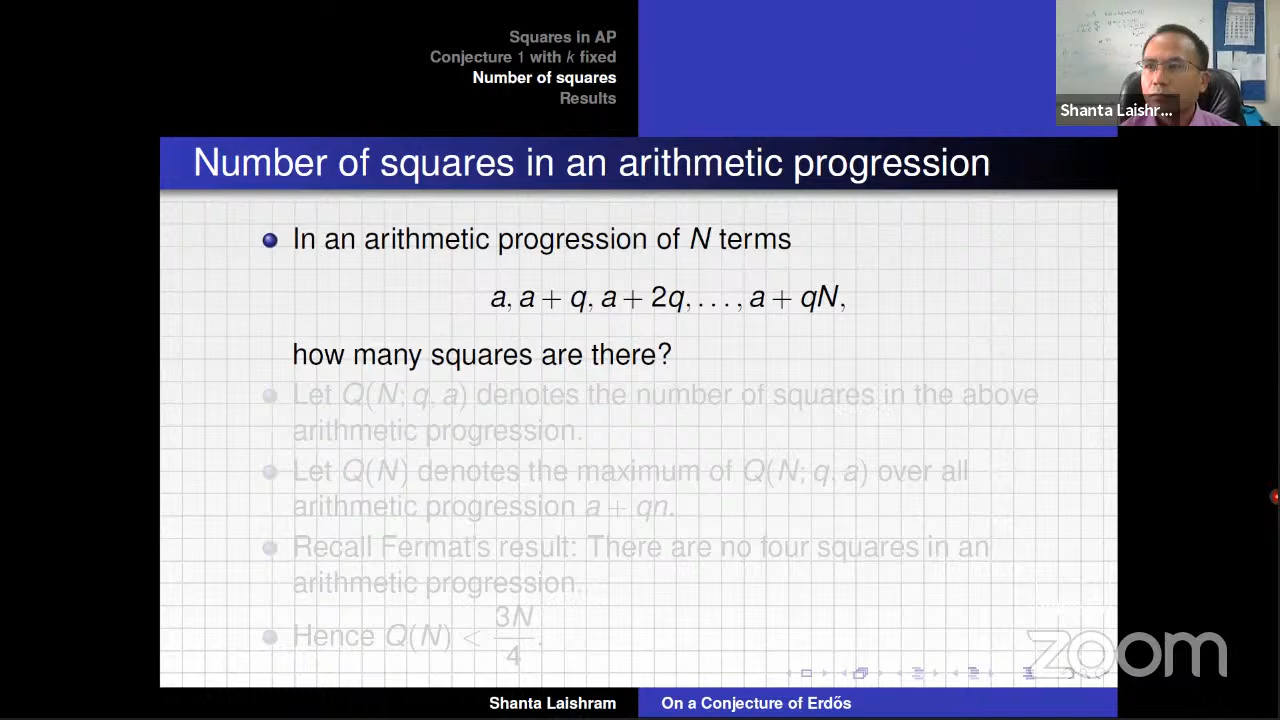 Squares in AP
Conjecture 1 with k fixed
Number of squares
Results
Shanta Laishr...
Number of squares in an arithmetic progression
In an arithmetic progression of N terms
a, a + q, a + 2q, . . . , a + qN,
how many squares are there?
Let Q(N; q, a) denotes the number of squares in the above
arithmetic progression.
Let Q(N) denotes the maximum of Q(N; q, a) over all
arithmetic progression a + qn.
Recall Fermat's result: There are no four squares in an
arithmetic progression.
Hence Q(N) < 3N/4.
zoom
Shanta Laishram
On a Conjecture of Erdős